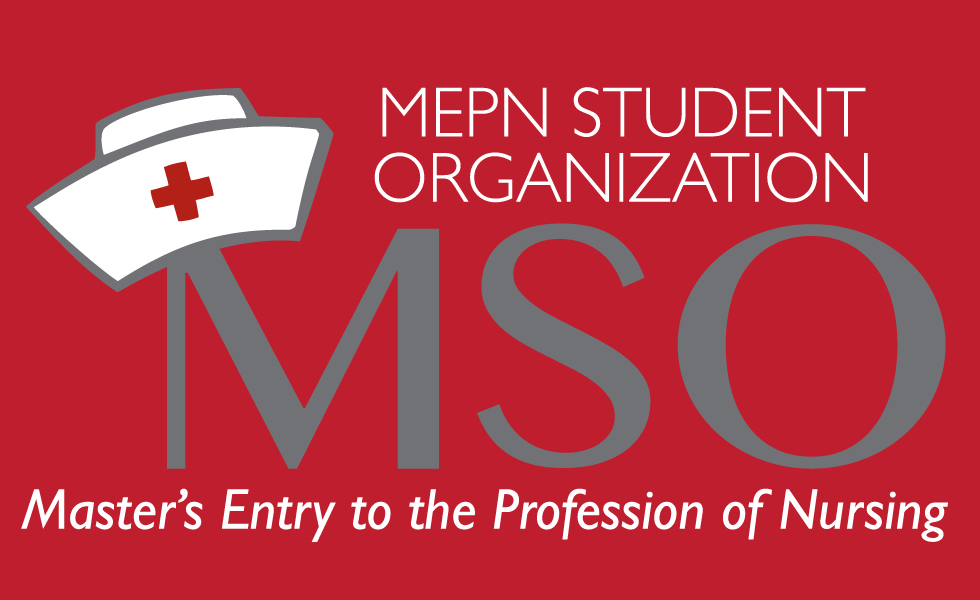 MEPN STUDENT
ORGANIZATION
MSO
Master’s Entry to the Profession of Nursing